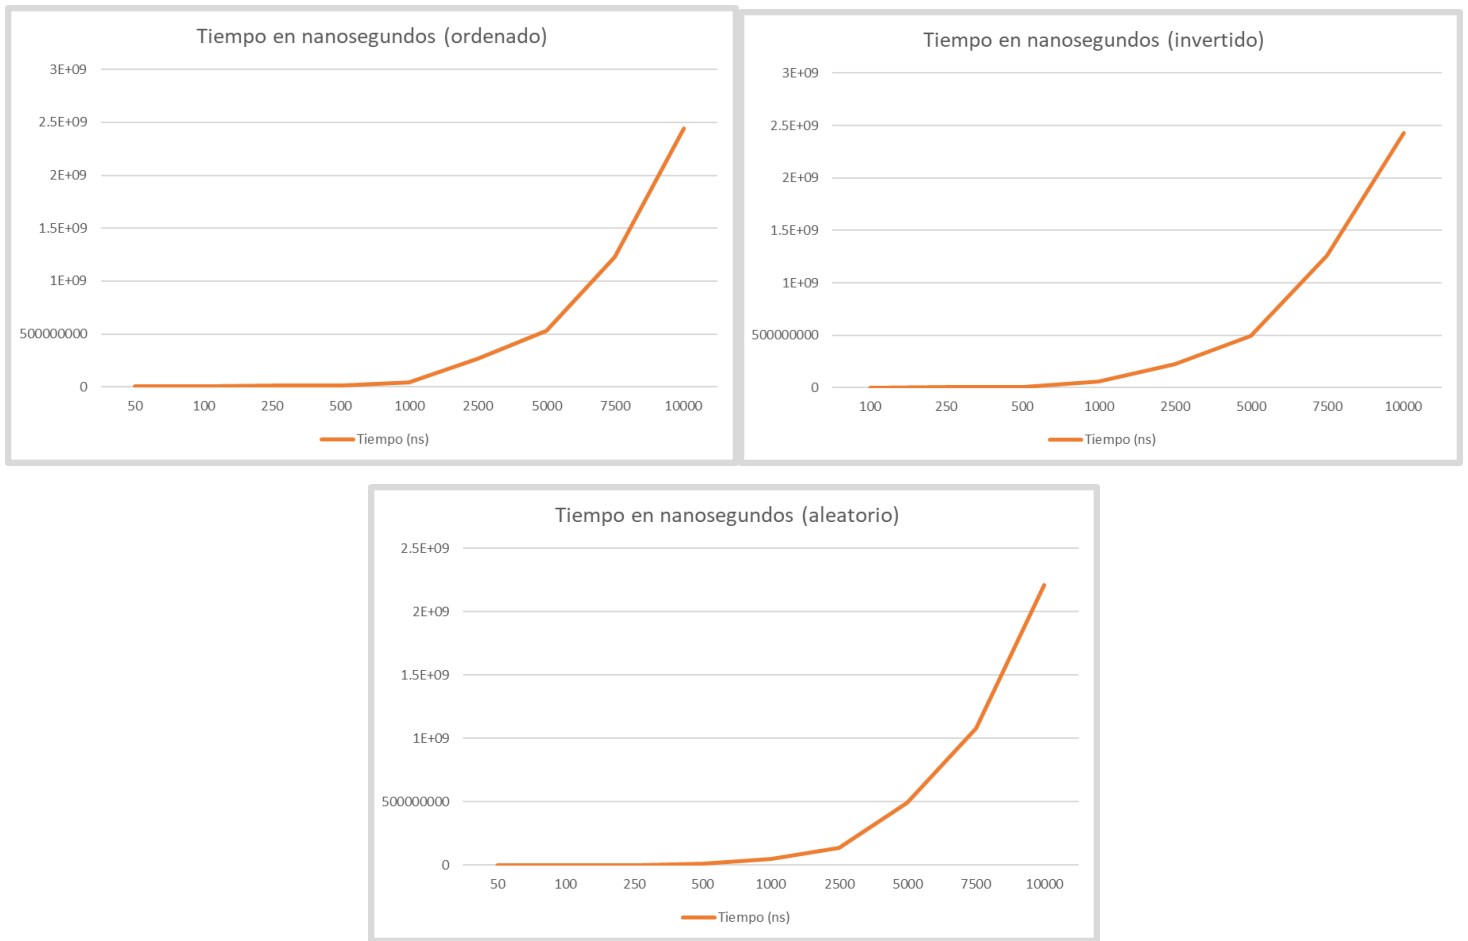 Tiempo en nanosegundos (ordenado)
3E+09
2.5E+09
2E+09
1.5E+09
1E+09
500000000
0
50 100 250 500 1000 2500 5000 7500 10000
Tiempo (ns)
Tiempo en nanosegundos (invertido)
3E+09
2.5E+09
2E+09
1.5E+09
1E+09
500000000
0
100 250 500 1000 2500 5000 7500 10000
Tiempo (ns)
Tiempo en nanosegundos (aleatorio)
2.5E+09
2E+09
1.5E+09
1E+09
500000000
0
50 100 250 500 1000 2500 5000 7500 10000
Tiempo (ns)